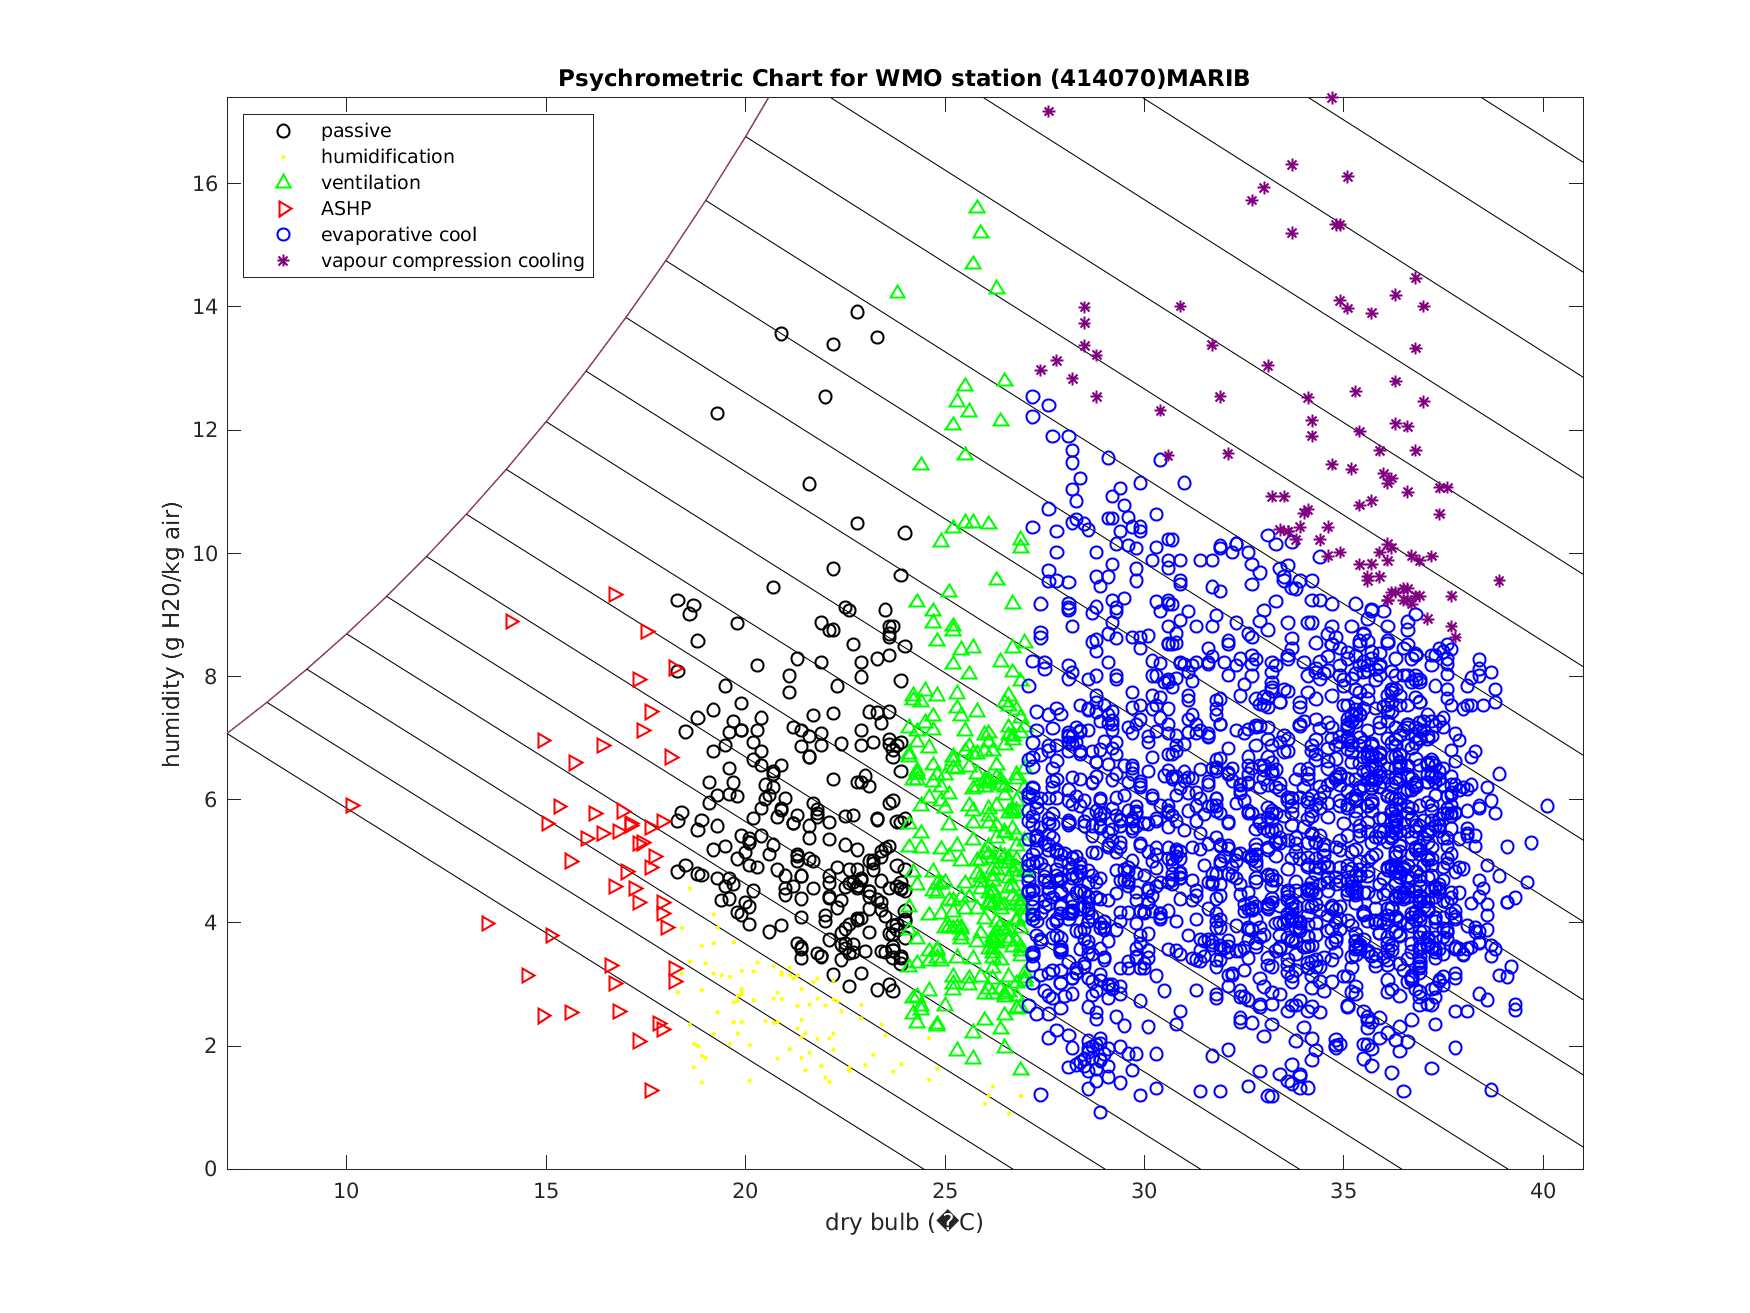 Psychrometric Chart for WMO station (414070)MARIB
passive
humidification
ventilation
ASHP
evaporative cool
vapour compression cooling
humidity (g H20/kg air)
16
14
12
10
8
6
4
2
0
10 15 20 25 30 35 40
dry bulb (�C)